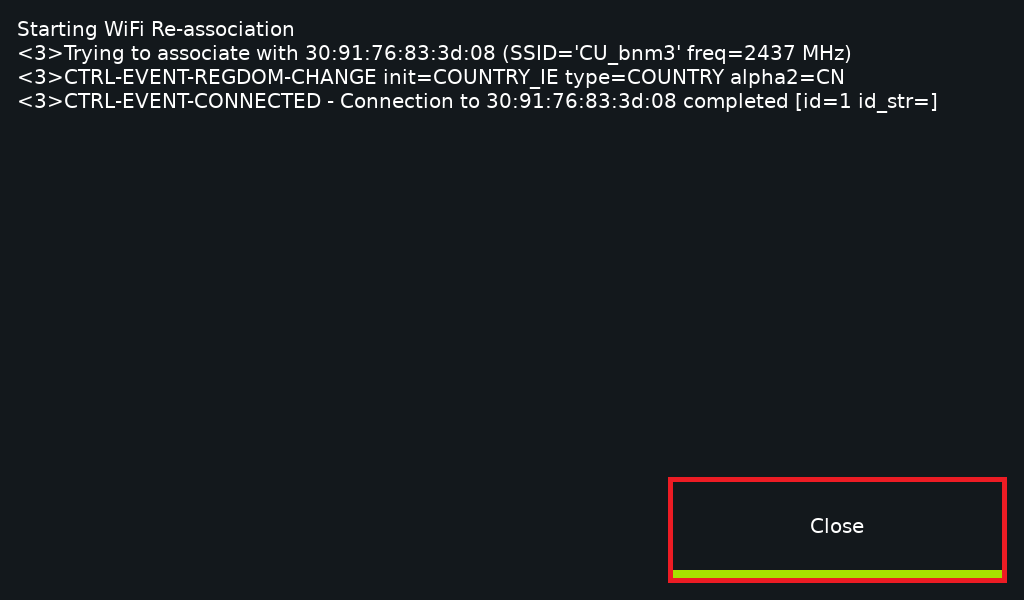 Starting WiFi Re-association
<3>Trying to associate with 30:91:76:83:3d:08 (SSID='CU_bnm3' freq=2437 MHz)
<3>CTRL-EVENT-REGDOM-CHANGE init=COUNTRY_IE type=COUNTRY alpha2=CN
<3>CTRL-EVENT-CONNECTED - Connection to 30:91:76:83:3d:08 completed [id=1 id_str=]
Close